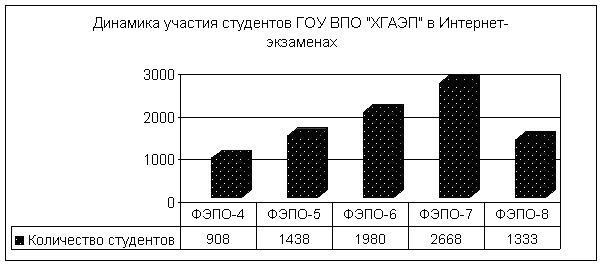 Динамика участия студентов ГОУ ВПО "ХГАЭП" в Интернет-
экзаменах
3000
2000
1000
0
ФЭПО-4 ФЭПО-5 ФЭПО-6 ФЭПО-7 ФЭПО-8
Количество студентов 908 1438 1980 2668 1333